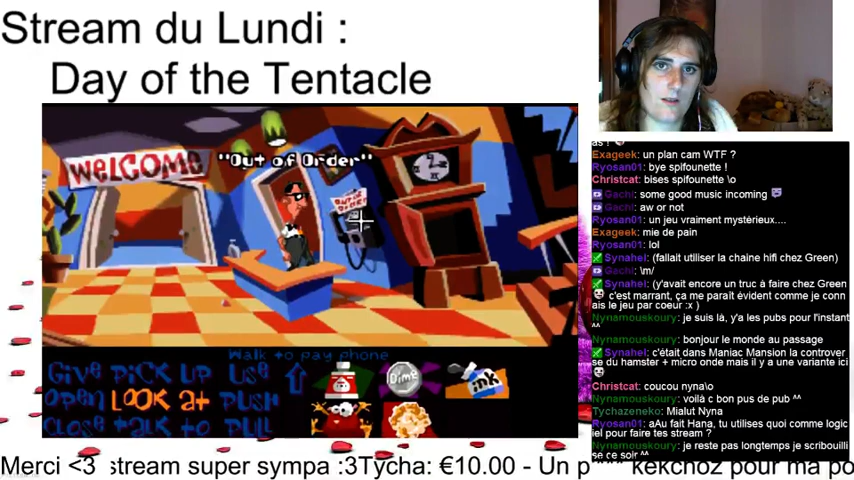 Stream du Lundi :
Day of the Tentacle
WELCOME
"Out of Order"
Walk to pay phone
Give Pick up Use
Open Look at Push
Close talk to Pull
Dime
ink
Exageek: un plan cam WTF ?
Ryosan01: bye spifounette !
Christcat: bises spifounette \o
Gachi: some good music incoming
Gachi: aw or not
Ryosan01: un jeu vraiment mystérieux....
Exageek: mie de pain
Ryosan01: lol
Synahel: (fallait utiliser la chaine hifi chez Green)
Gachi: \m/
Synahel: (y'avait encore un truc à faire chez Green
c'est marrant, ça me paraît évident comme je conn
ais le jeu par coeur :x )
Nynamouskoury: je suis là, y'a les pubs pour l'instant
^^
Nynamouskoury: bonjour le monde au passage
Synahel: c'était dans Maniac Mansion la controver
se du hamster + micro onde mais il y a une variante ici
Christcat: coucou nyna\o
Nynamouskoury: voilà c bon pus de pub ^^
Tychazeneko: Mialut Nyna
Ryosan01: aAu fait Hana, tu utilises quoi comme logic
iel pour faire tes stream ?
Nynamouskoury: je reste pas longtemps je scribouilli
se ce soir ^^
Merci <3 stream super sympa :3Tycha: €10.00 - Un p kekchoz pour ma po